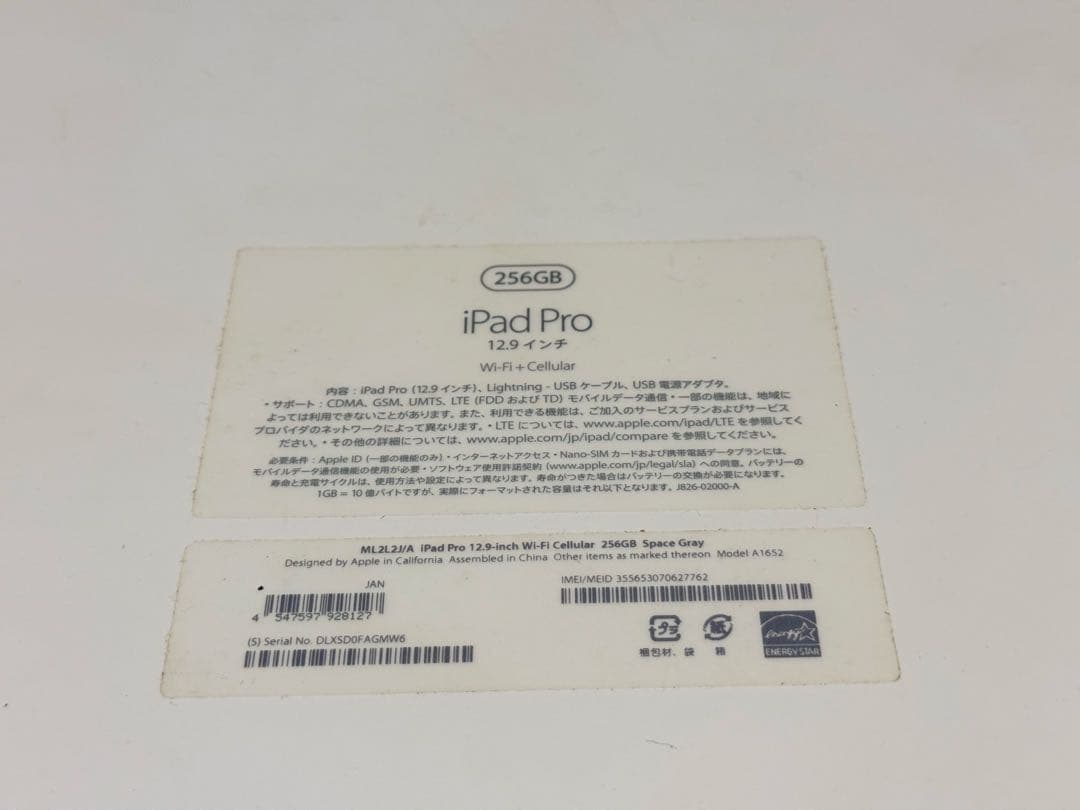 256GB
iPad Pro
12.9 インチ
Wi-Fi + Cellular
内容：iPad Pro (12.9 インチ)、Lightning - USB ケーブル、USB 電源アダプタ。
・サポート：CDMA、GSM、UMTS、LTE (FDD および TD) モバイルデータ通信・一部の機能は、地域に
よっては利用できないことがあります。また、利用できる機能は、ご加入のサービスプランおよびサービス
プロバイダのネットワークによって異なります。・LTE については、www.apple.com/ipad/LTE を参照してく
ださい。・その他の詳細については、www.apple.com/jp/ipad/compare を参照してください。
必要条件：Apple ID (一部の機能のみ)・インターネットアクセス・Nano-SIM カードおよび携帯電話データプランには、
モバイルデータ通信機能の使用が必要・ソフトウェア使用許諾契約 (www.apple.com/jp/legal/sla) への同意。バッテリーの
寿命と充電サイクルは、使用方法や設定によって異なります。寿命がつきた場合はバッテリーの交換が必要になります。
1GB = 10 億バイトですが、実際にフォーマットされた容量はそれ以下となります。J826-02000-A
ML2L2J/A iPad Pro 12.9-inch Wi-Fi Cellular 256GB Space Gray
Designed by Apple in California Assembled in China Other items as marked thereon Model A1652
JAN
4 547597 928127
IMEI/MEID 355653070627762
(S) Serial No. DLXSD0FAGMW6
プラ
紙
梱包材、袋 箱
energy
ENERGY STAR